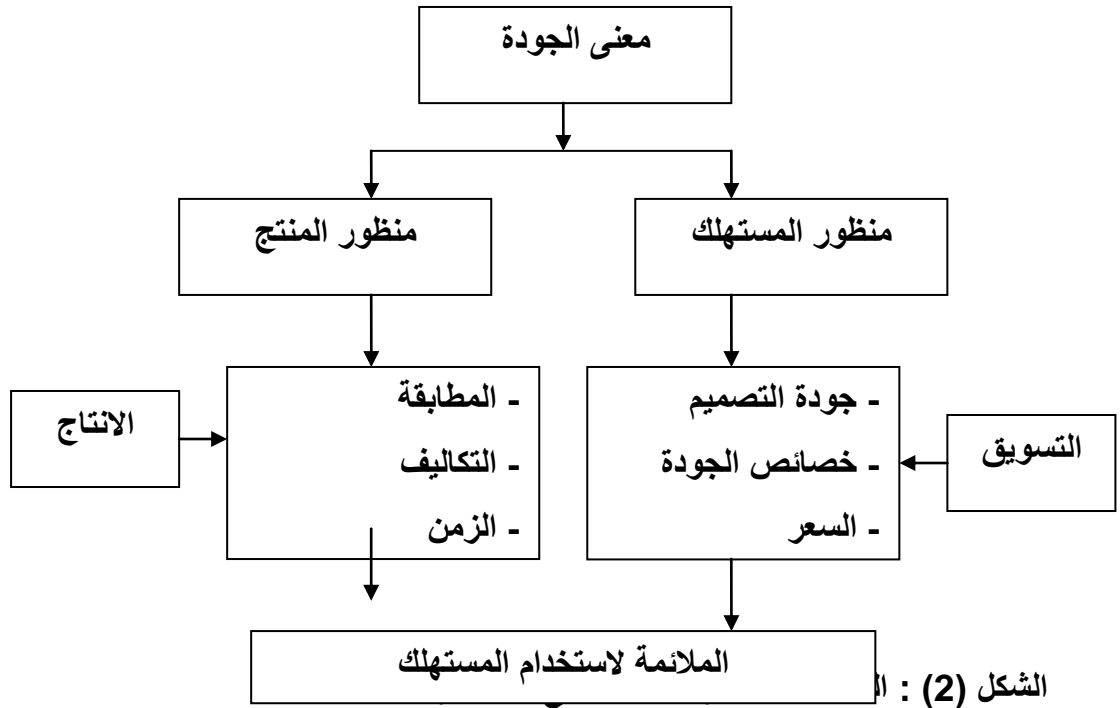 معنى الجودة
منظور المستهلك
منظور المنتج
التسويق
- جودة التصميم
- خصائص الجودة
- السعر
- المطابقة
- التكاليف
- الزمن
الانتاج
الملائمة لاستخدام المستهلك
الشكل (2) :